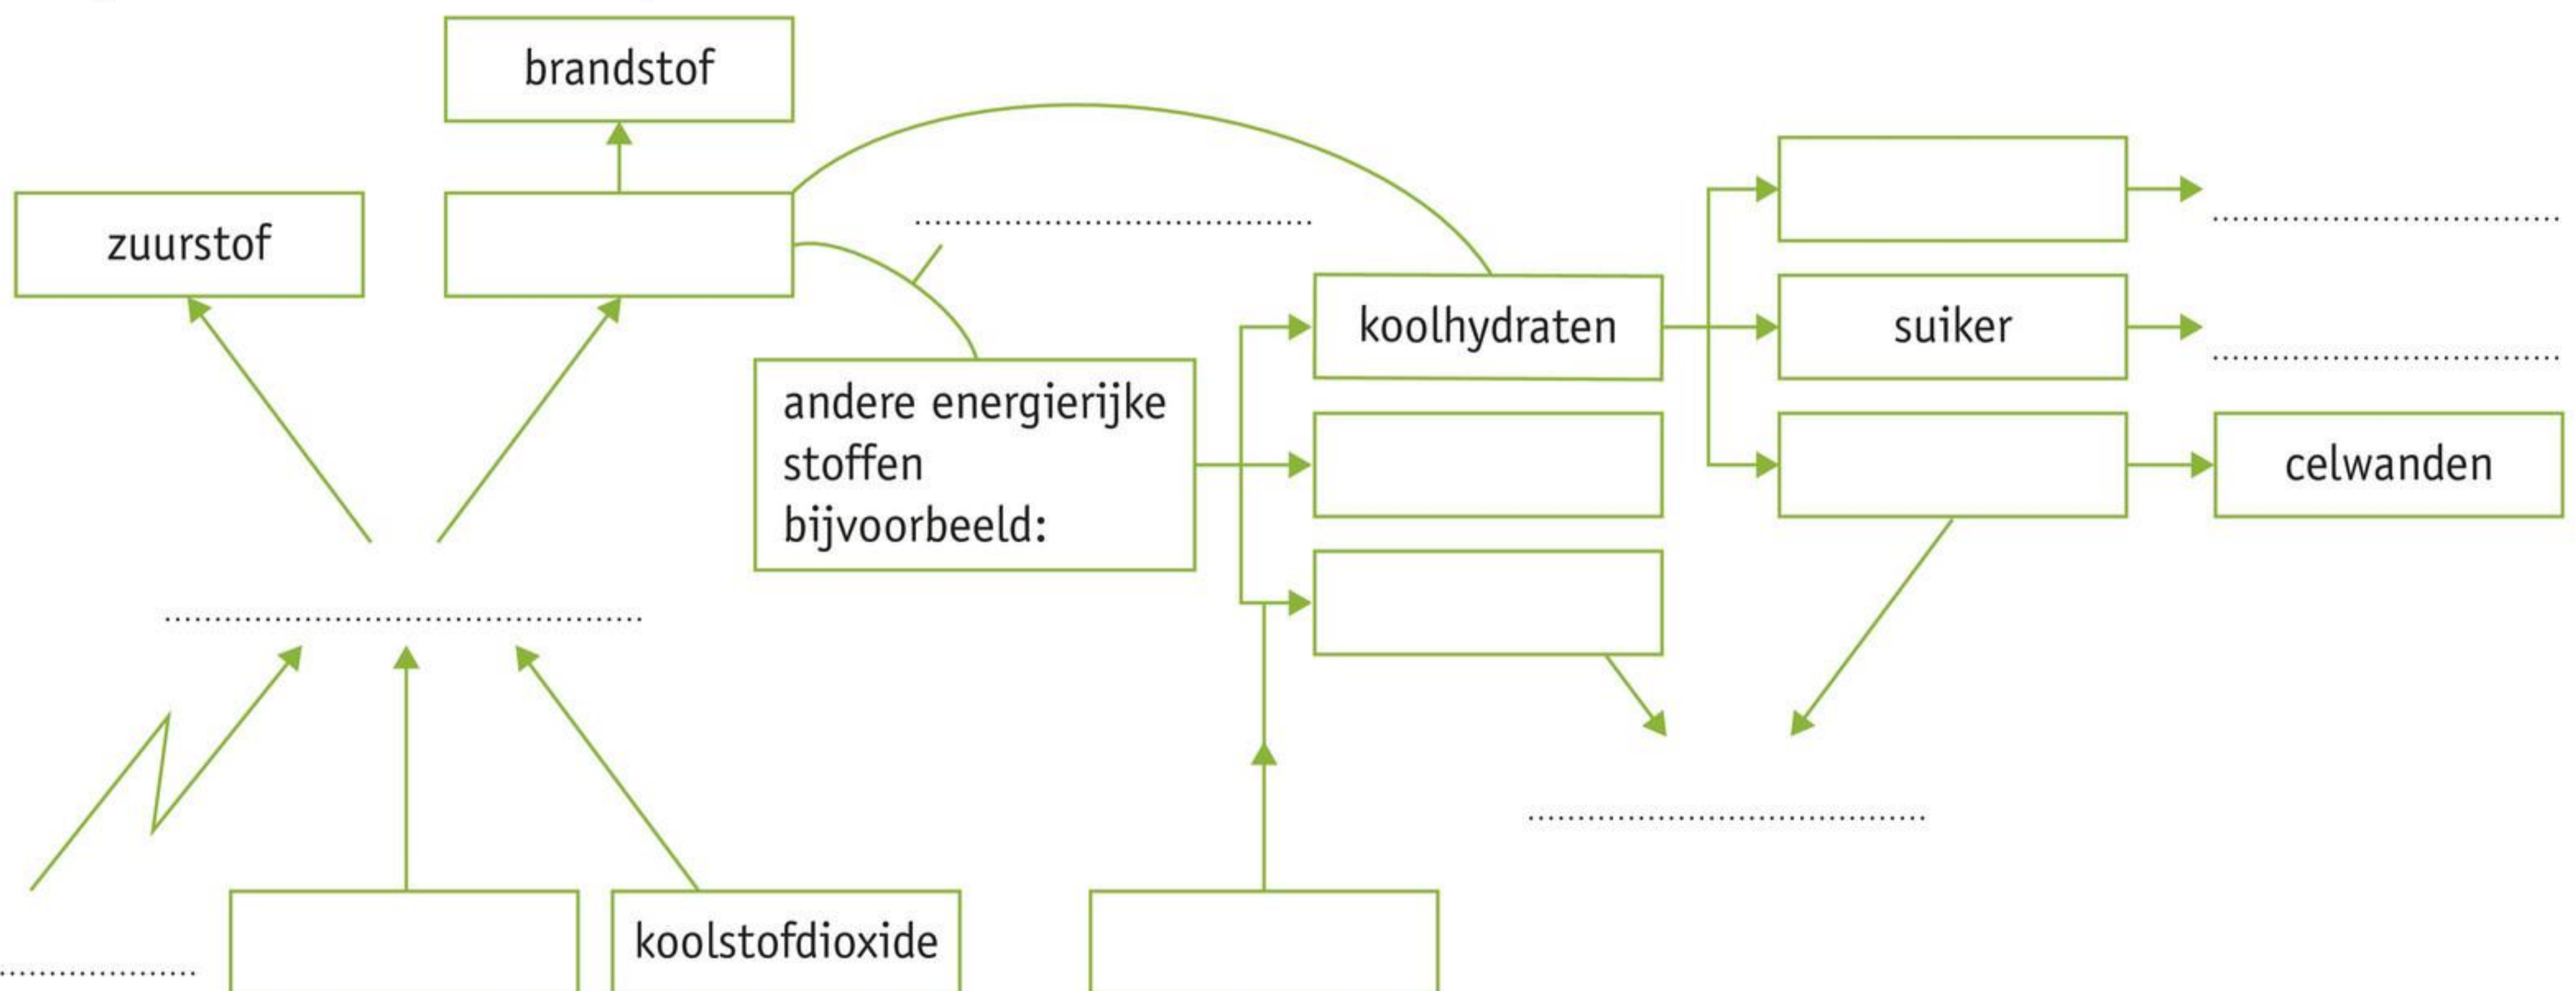 brandstof
zuurstof
koolhydraten
suiker
andere energierijke
stoffen
bijvoorbeeld:
celwanden
koolstofdioxide